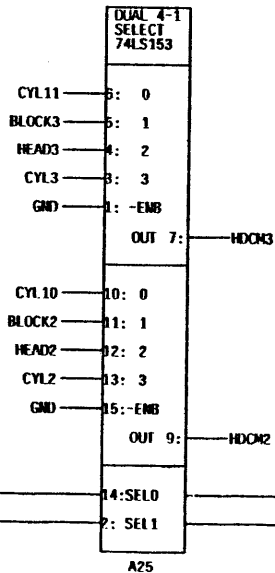 DUAL 4-1
SELECT
74LS153
CYL11 6: 0
BLOCK3 5: 1
HEAD3 4: 2
CYL3 3: 3
GND 1: -ENB
OUT 7: HDCM3
CYL10 10: 0
BLOCK2 11: 1
HEAD2 12: 2
CYL2 13: 3
GND 15:-ENB
OUT 9: HDCM2
14:SEL0
2: SEL1
A25